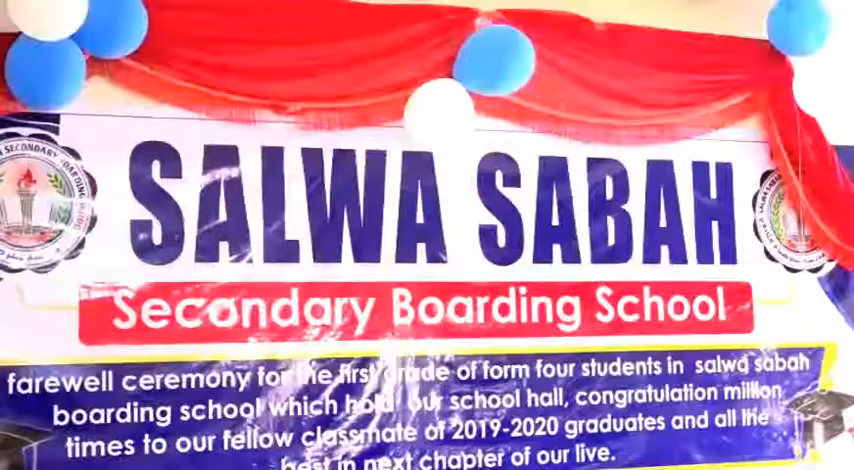 SALWA SABAH
Secondary Boarding School
farewell ceremony for the first grade of form four students in salwa sabah
boarding school which hold our school hall, congratulation million
times to our fellow classmate of 2019-2020 graduates and all the
best in next chapter of our live.